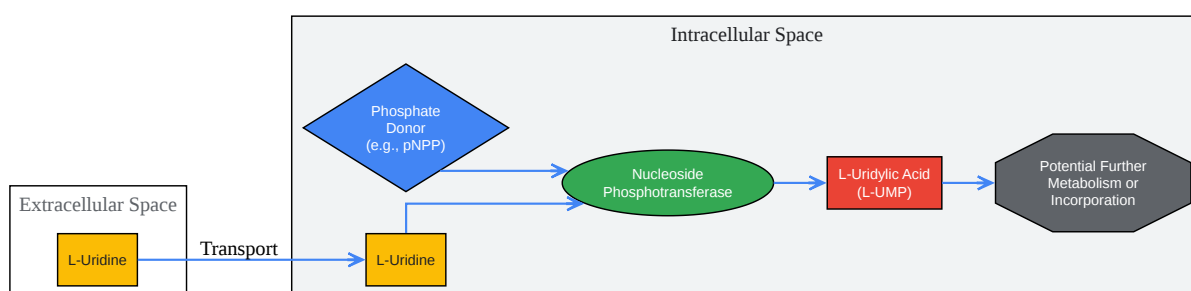 Intracellular Space
Phosphate
Donor
(e.g., pNPP)
Nucleoside
Phosphotransferase
L-Uridylic Acid
(L-UMP)
Potential Further
Metabolism or
Incorporation
Extracellular Space
L-Uridine
Transport
L-Uridine